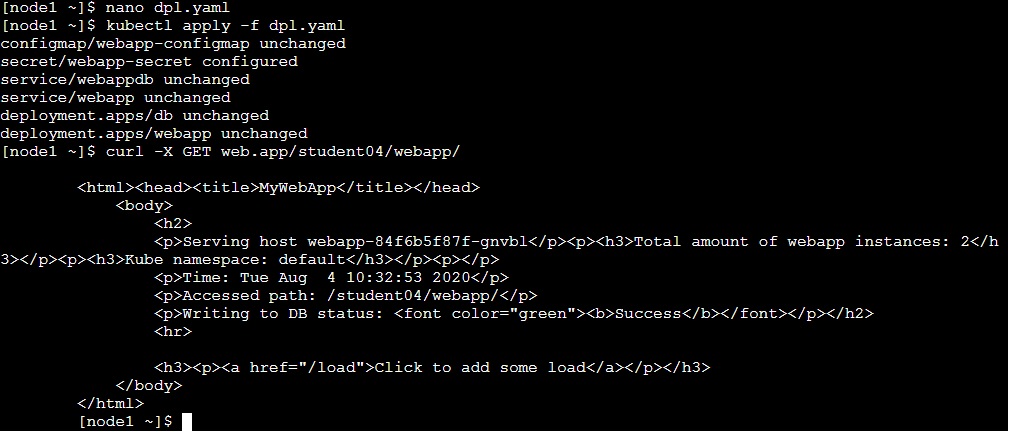 [node1 ~]$ nano dpl.yaml
[node1 ~]$ kubectl apply -f dpl.yaml
configmap/webapp-configmap unchanged
secret/webapp-secret configured
service/webappdb unchanged
service/webapp unchanged
deployment.apps/db unchanged
deployment.apps/webapp unchanged
[node1 ~]$ curl -X GET web.app/student04/webapp/
<html><head><title>MyWebApp</title></head>
<body>
<h2>
<p>Serving host webapp-84f6b5f87f-gnvbl</p><p><h3>Total amount of webapp instances: 2</h
3></p><p><h3>Kube namespace: default</h3></p><p></p>
<p>Time: Tue Aug  4 10:32:53 2020</p>
<p>Accessed path: /student04/webapp/</p>
<p>Writing to DB status: <font color="green"><b>Success</b></font></p></h2>
<hr>
<h3><p><a href="/load">Click to add some load</a></p></h3>
</body>
</html>
[node1 ~]$